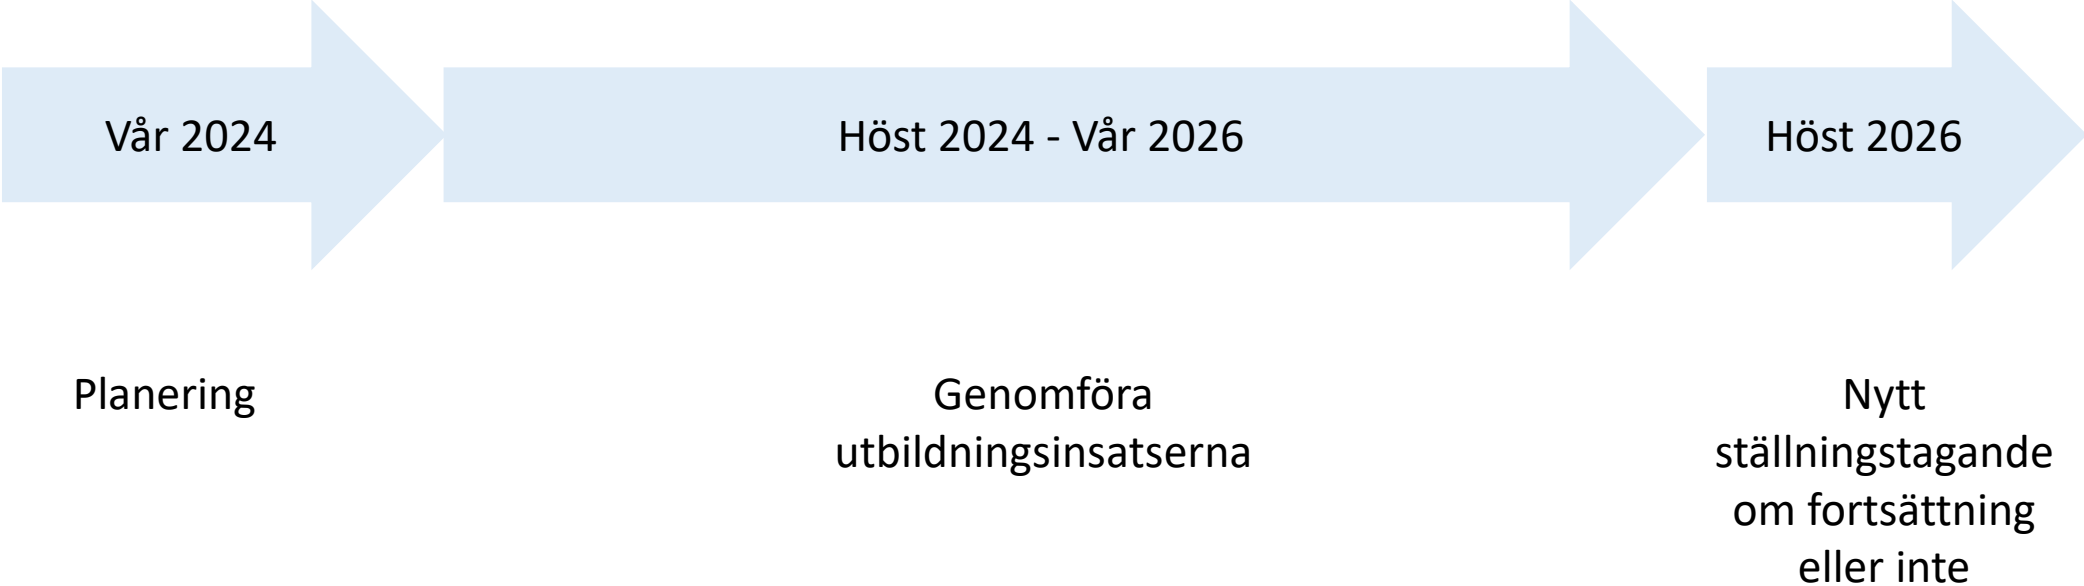 Vår 2024
Höst 2024 - Vår 2026
Höst 2026
Planering
Genomföra
utbildningsinsatserna
Nytt
ställningstagande
om fortsättning
eller inte